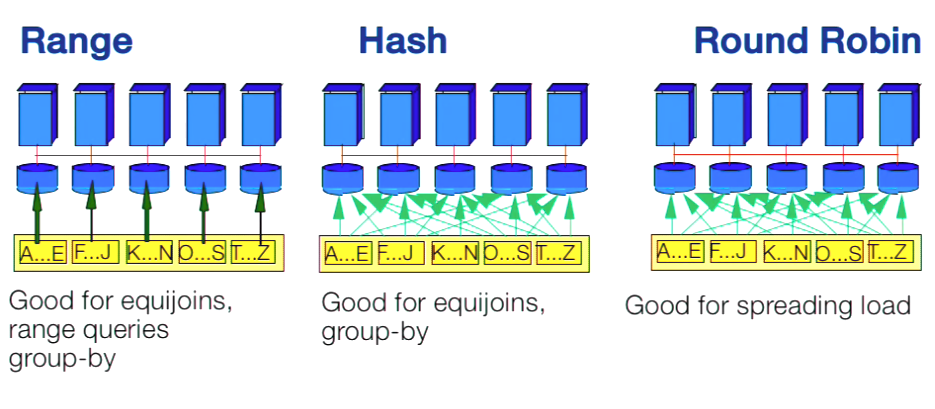 Range
Hash
Round Robin
A...E F...J K...N O...S T...Z
A...E F...J K...N O...S T...Z
A...E F...J K...N O...S T...Z
Good for equijoins,
range queries
group-by
Good for equijoins,
group-by
Good for spreading load